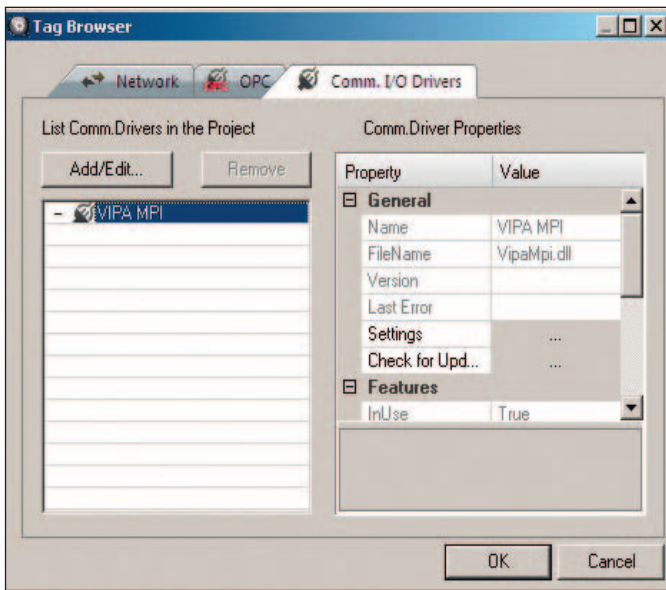 Tag Browser
Network OPC Comm. I/O Drivers
List Comm.Drivers in the Project
Add/Edit... Remove
VIPA MPI
Comm.Driver Properties
Property Value
General
Name VIPA MPI
FileName VipaMpi.dll
Version
Last Error
Settings ...
Check for Upd... ...
Features
InUse True
OK Cancel